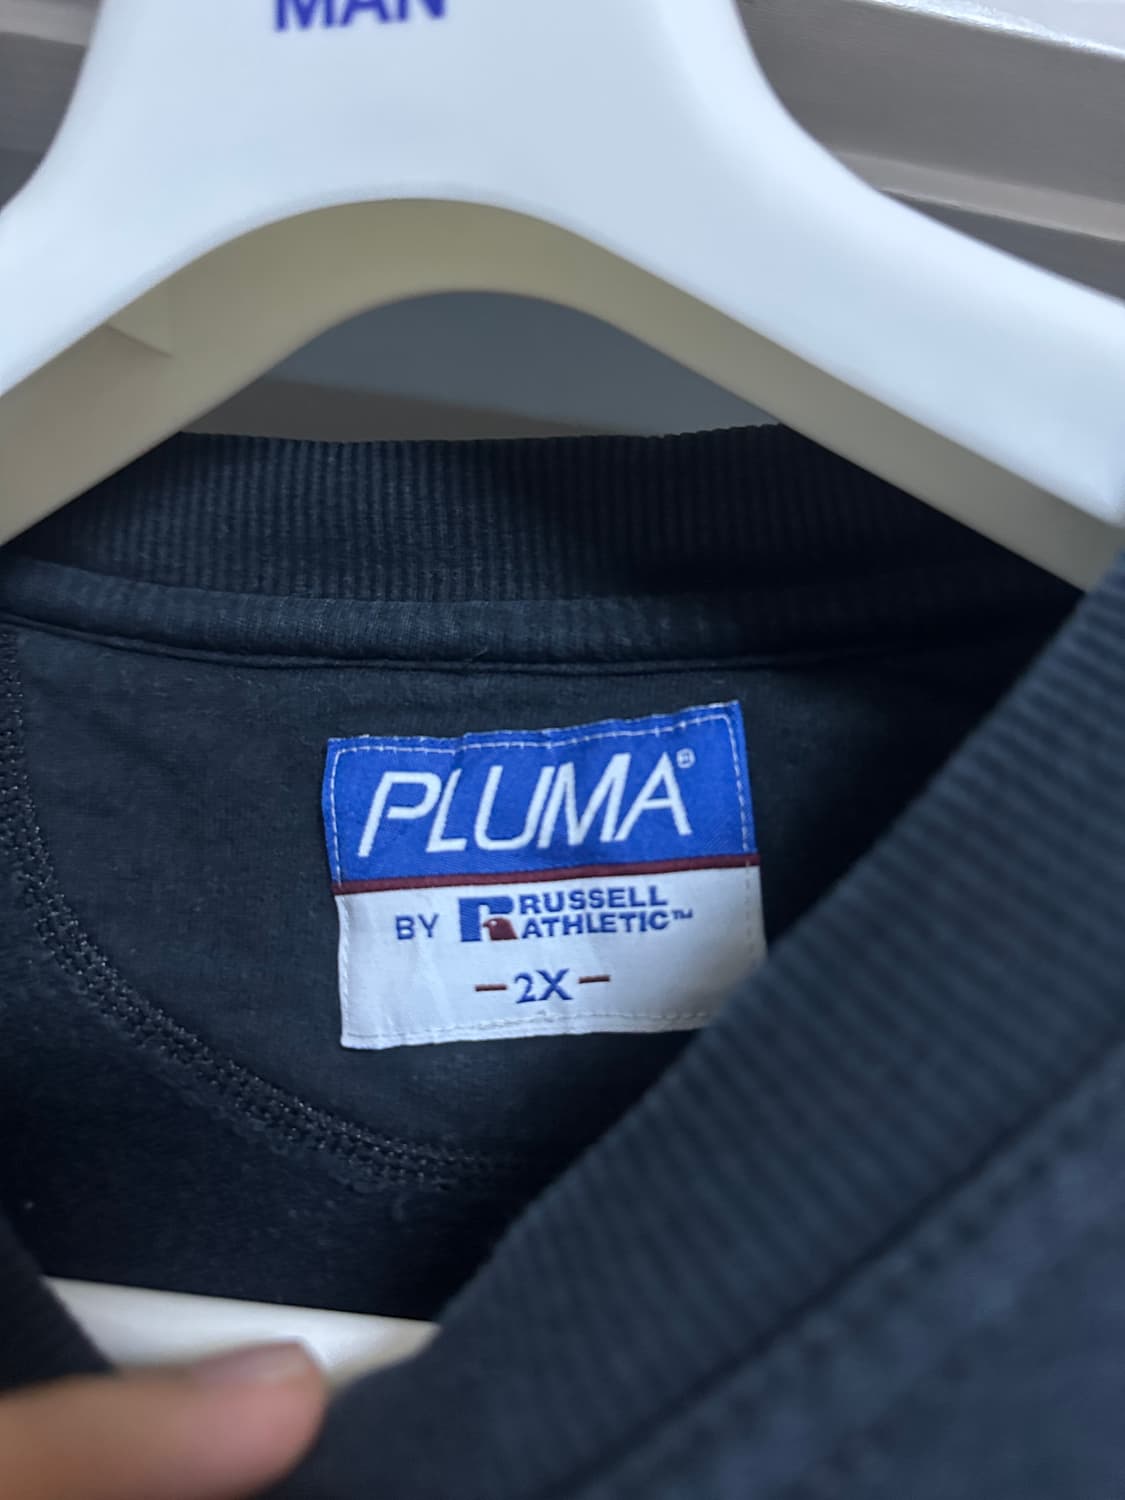 MAN
PLUMA®
BY RUSSELL
ATHLETIC™
-2X-